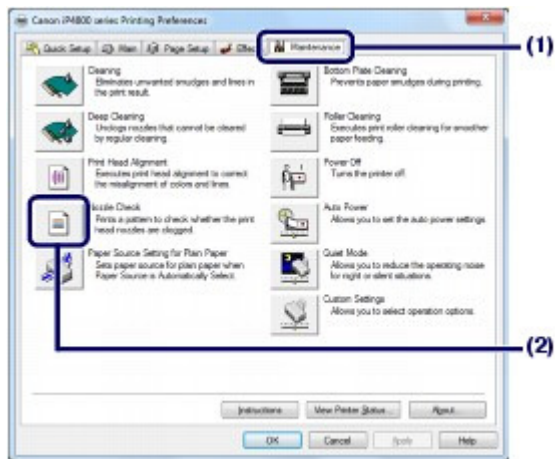 Canon iP4800 series Printing Preferences
Quick Setup Main Page Setup Effec Maintenance
(1)
Cleaning
Eliminates unwanted smudges and lines in
the print result.
Bottom Plate Cleaning
Prevents paper smudges during printing.
Deep Cleaning
Unclogs nozzles that cannot be cleared
by regular cleaning.
Roller Cleaning
Executes print roller cleaning for smoother
paper feeding.
Print Head Alignment
Executes print head alignment to correct
the misalignment of colors and lines.
Power Off
Turns the printer off.
Nozzle Check
Prints a pattern to check whether the print
head nozzles are clogged.
Auto Power
Allows you to set the auto power settings.
Paper Source Setting for Plain Paper
Sets paper source for plain paper when
Paper Source is Automatically Select.
Quiet Mode
Allows you to reduce the operating noise
for night or silent situations.
Custom Settings
Allows you to select operation options.
(2)
Instructions View Printer Status... About...
OK Cancel Apply Help